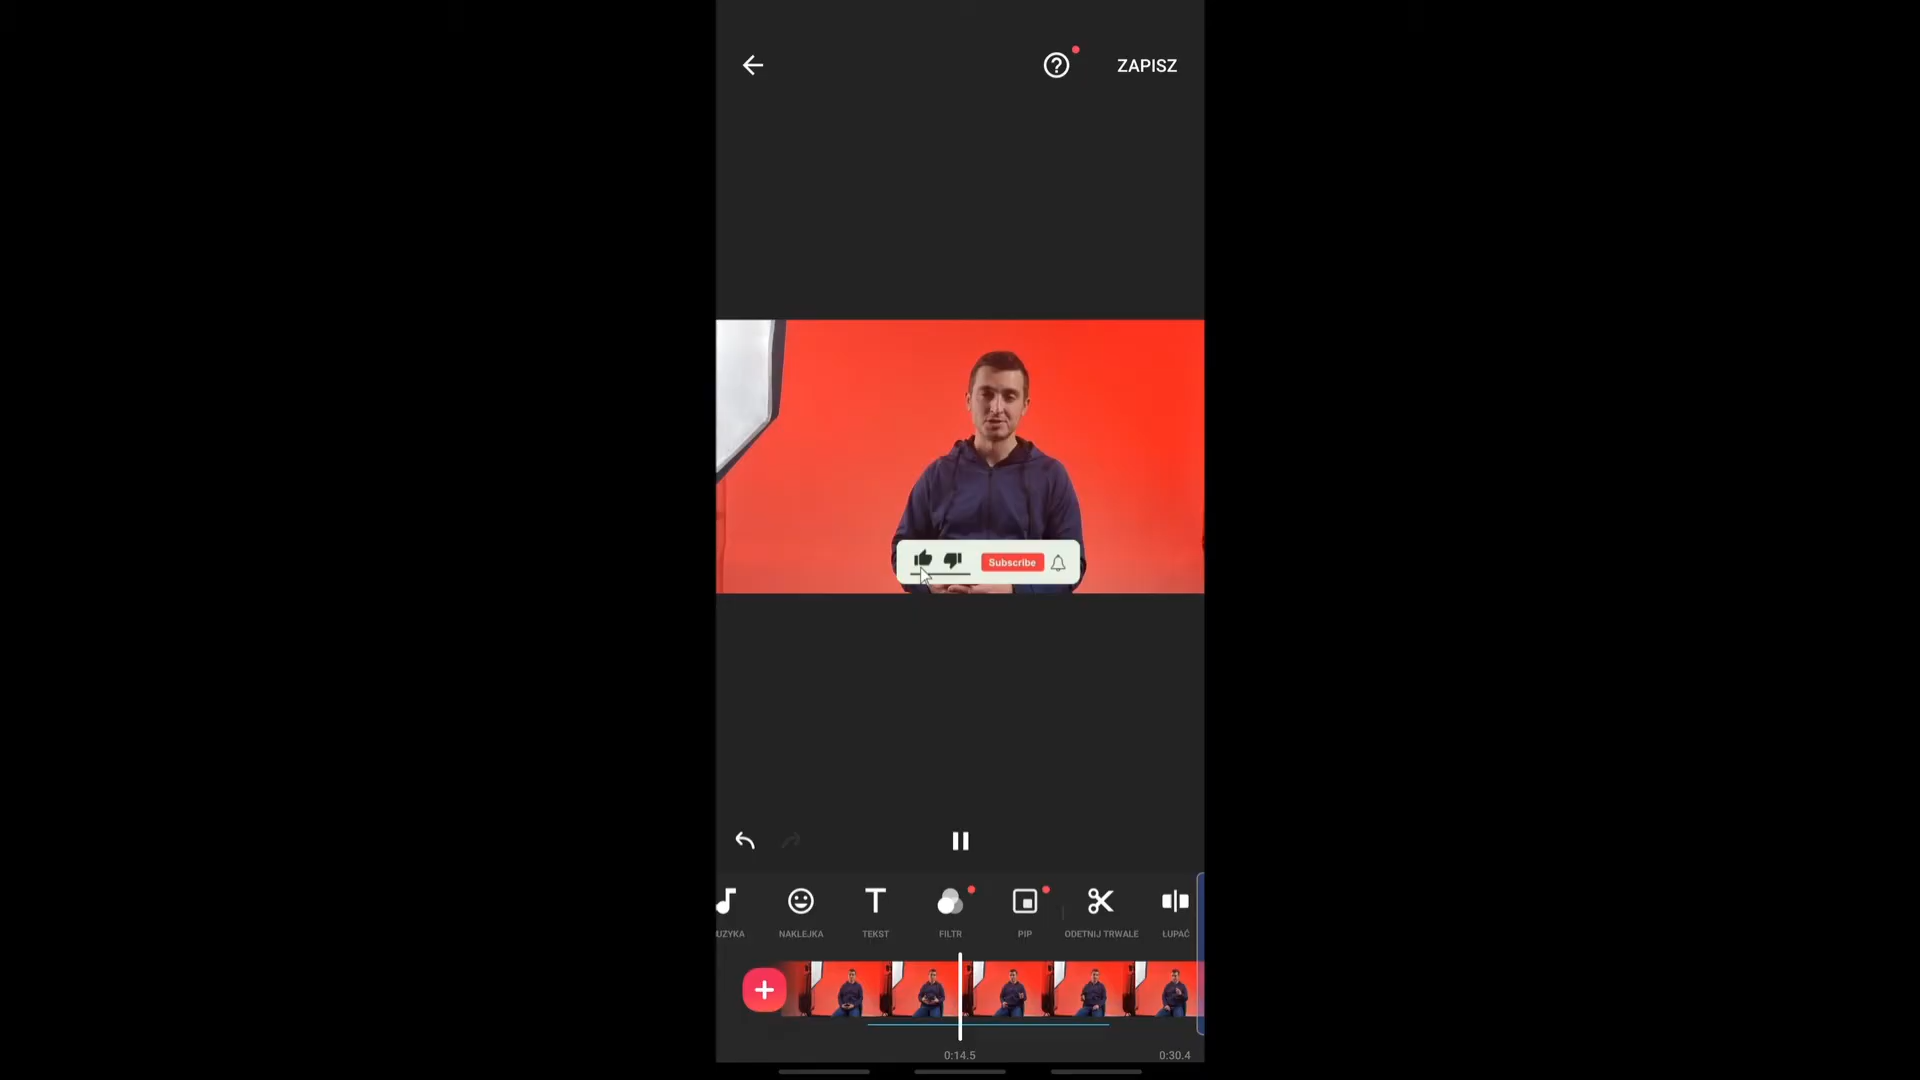 ZAPISZ
Subscribe
UZYKA NAKLEJKA TEKST FILTR PIP ODETNIJ TRWALE ŁUPAĆ
0:14.5 0:30.4